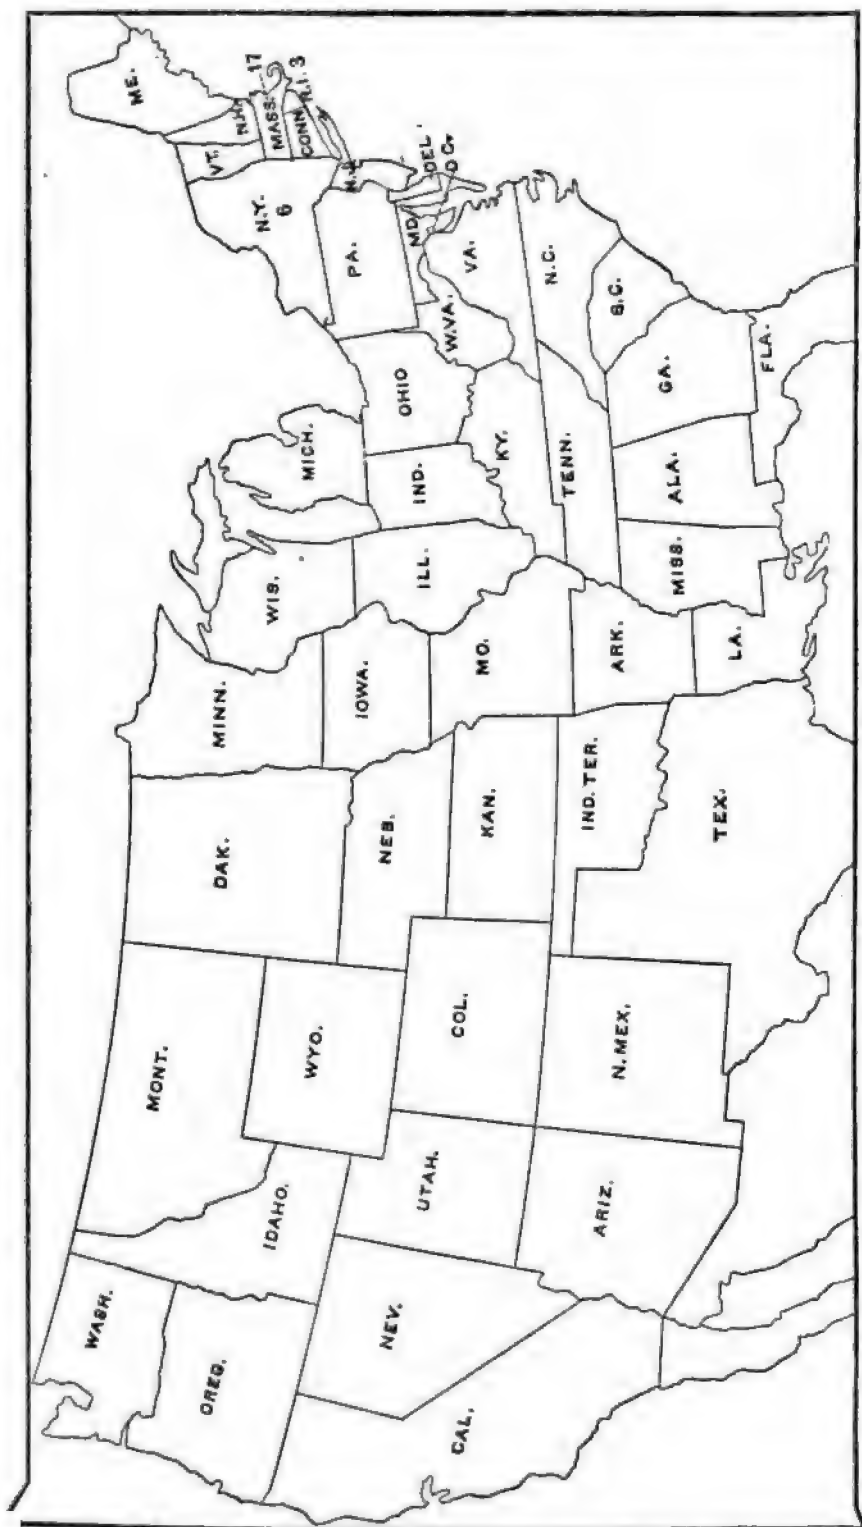 WASH.
OREG.
CAL.
NEV.
IDAHO.
MONT.
WYO.
UTAH.
ARIZ.
COL.
N. MEX.
DAK.
NEB.
KAN.
IND. TER.
TEX.
MINN.
IOWA.
MO.
ARK.
LA.
WIS.
ILL.
MICH.
IND.
OHIO
KY.
TENN.
MISS.
ALA.
GA.
FLA.
S.C.
N.C.
VA.
W.VA.
MD.
DEL
D.C.
PA.
N.J.
N.Y.
6
VT.
N.H.
ME.
MASS.
17
CONN.
R.I. 3